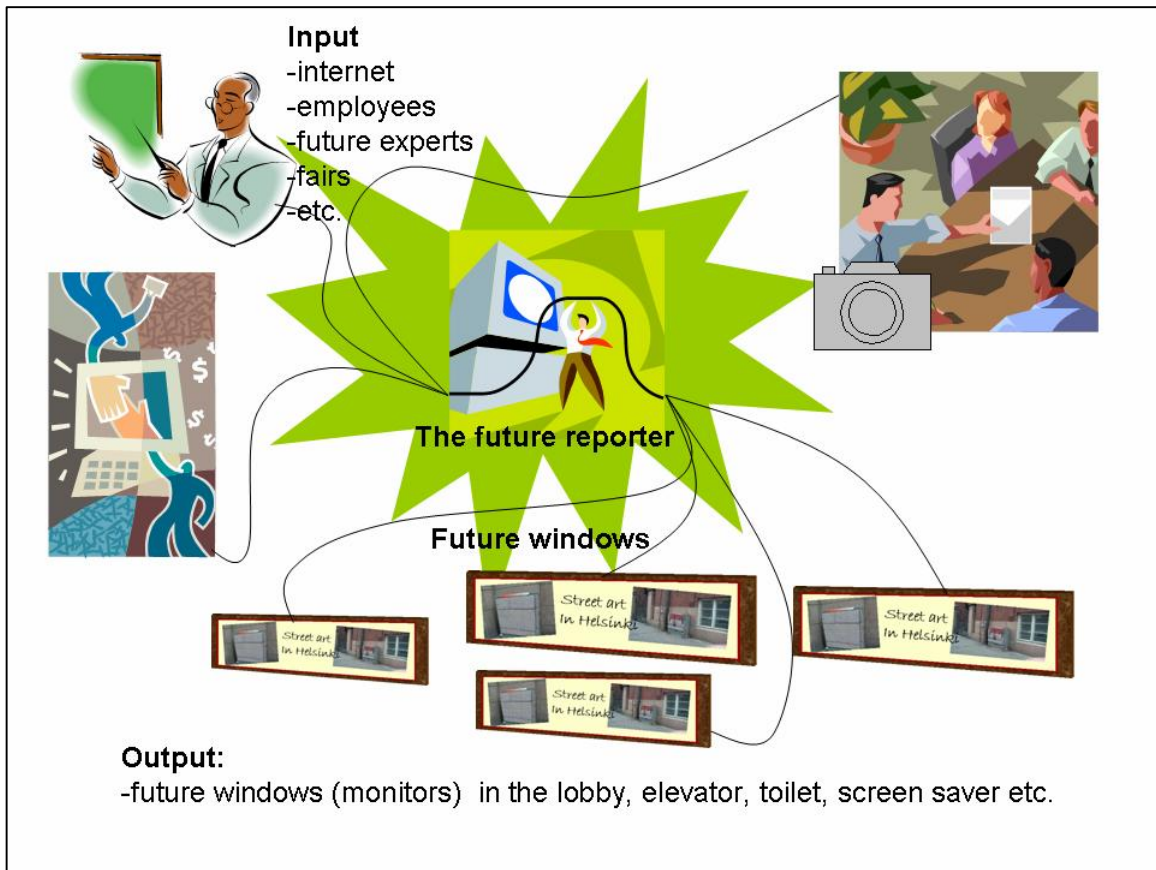 Input
-internet
-employees
-future experts
-fairs
-etc.
$
$
$
The future reporter
Future windows
Street art
In Helsinki
Street art
In Helsinki
Street art
In Helsinki
Street art
In Helsinki
Output:
-future windows (monitors) in the lobby, elevator, toilet, screen saver etc.